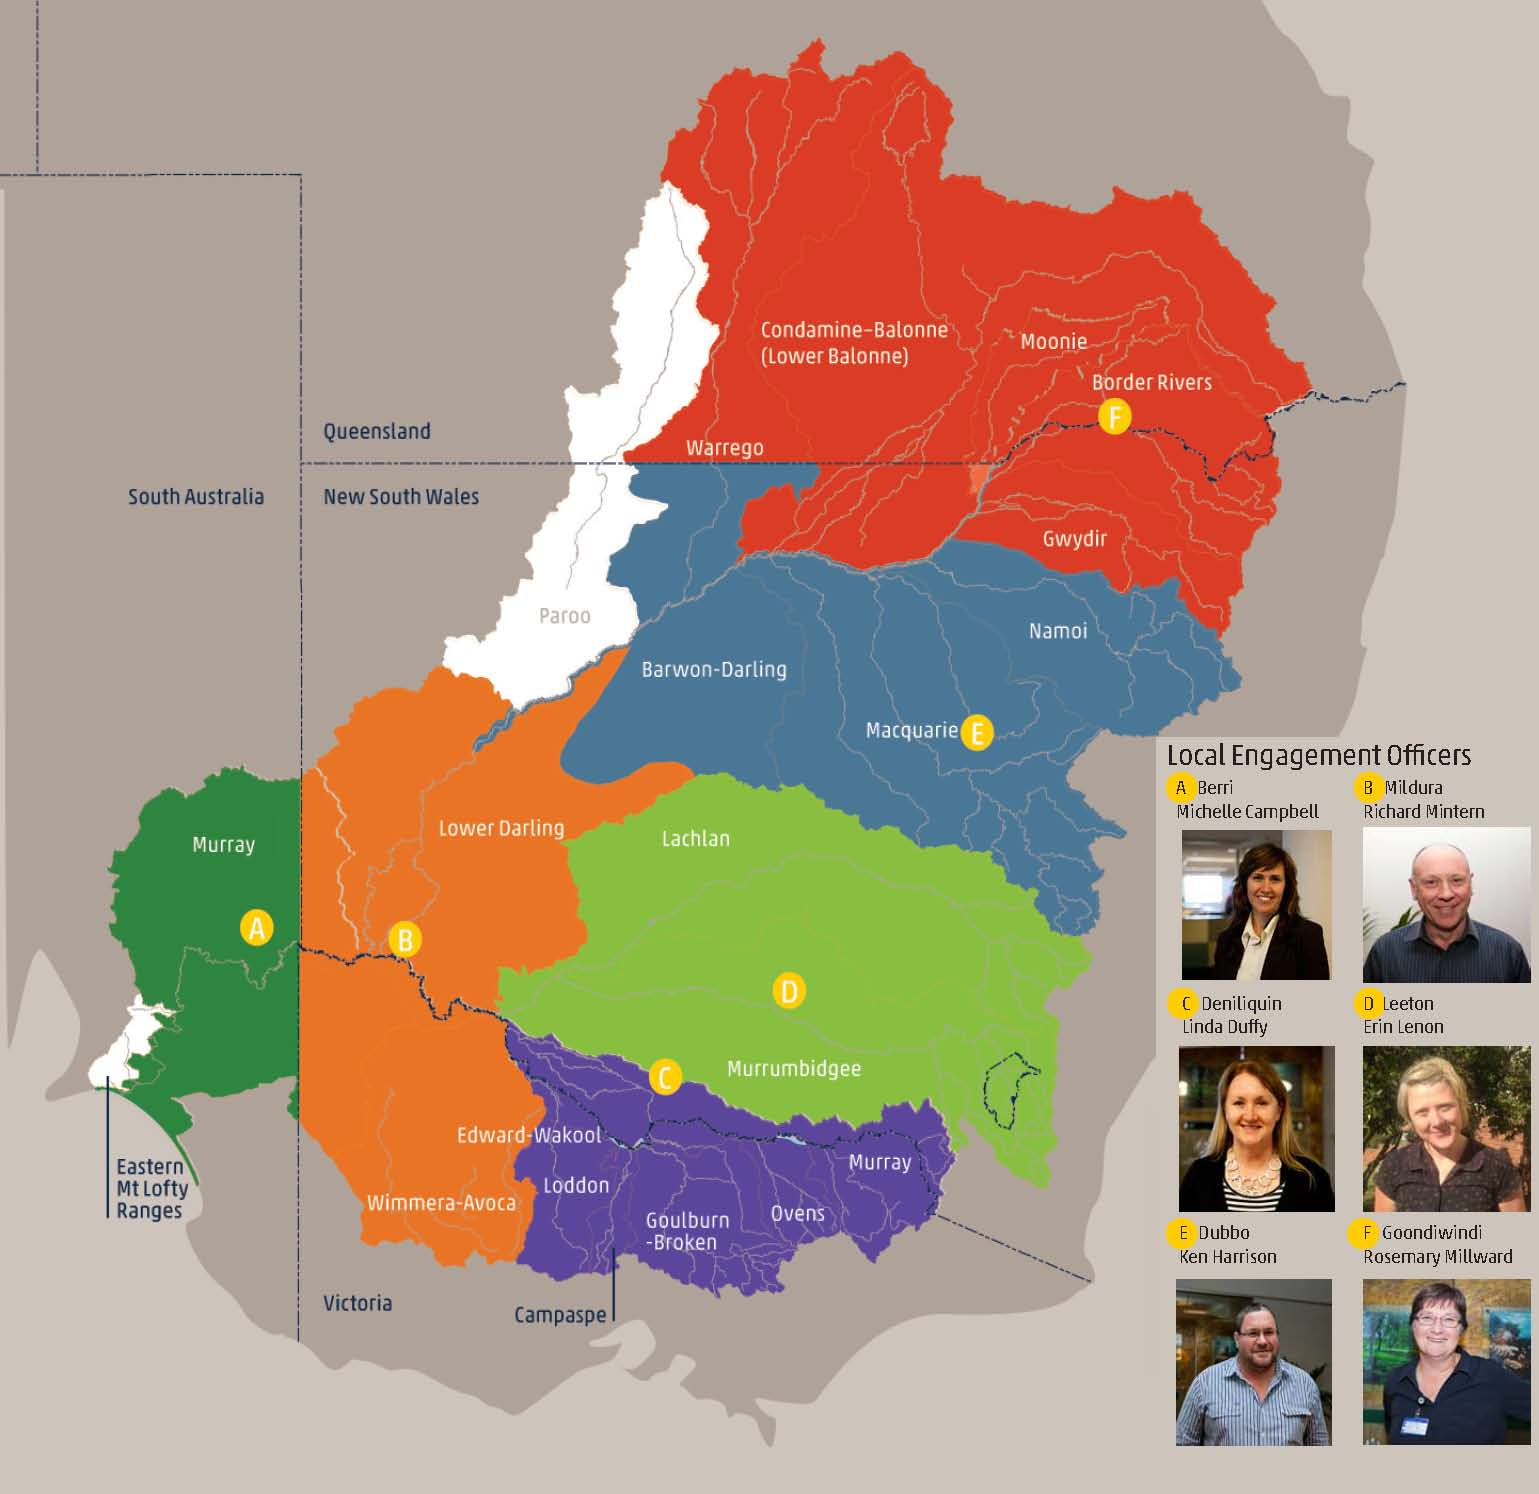 Condamine–Balonne
(Lower Balonne)
Moonie
Border Rivers
F
Queensland
Warrego
South Australia
New South Wales
Gwydir
Paroo
Namoi
Barwon-Darling
Macquarie
E
Lower Darling
Lachlan
Murray
A
B
D
C
Murrumbidgee
Edward-Wakool
Murray
Loddon
Eastern
Mt Lofty
Ranges
Wimmera-Avoca
Goulburn
-Broken
Ovens
Victoria
Campaspe
Local Engagement Officers
A Berri
Michelle Campbell
B Mildura
Richard Mintern
C Deniliquin
Linda Duffy
D Leeton
Erin Lenon
E Dubbo
Ken Harrison
F Goondiwindi
Rosemary Millward